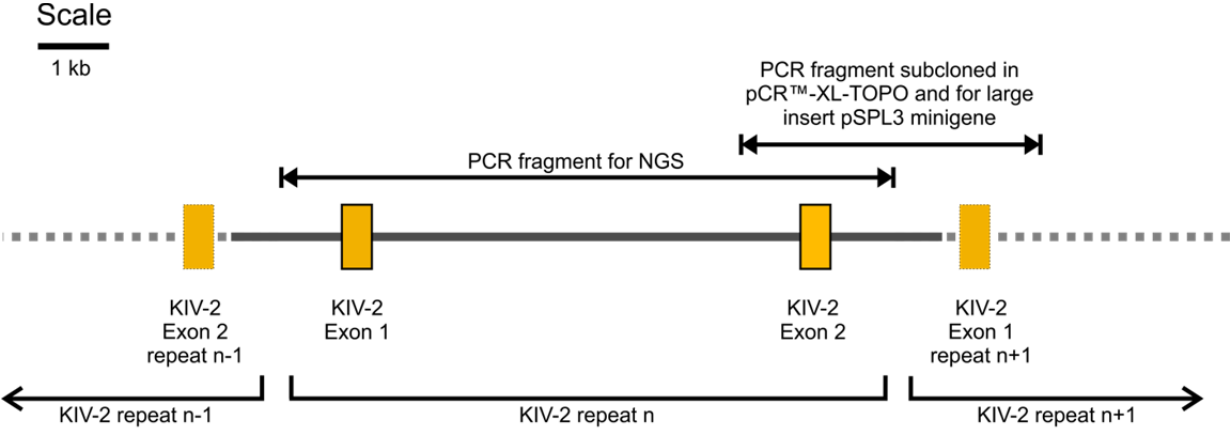 Scale
1 kb
PCR fragment subcloned in
pCR™-XL-TOPO and for large
insert pSPL3 minigene
PCR fragment for NGS
KIV-2
Exon 2
repeat n-1
KIV-2
Exon 1
KIV-2
Exon 2
KIV-2
Exon 1
repeat n+1
KIV-2 repeat n-1
KIV-2 repeat n
KIV-2 repeat n+1